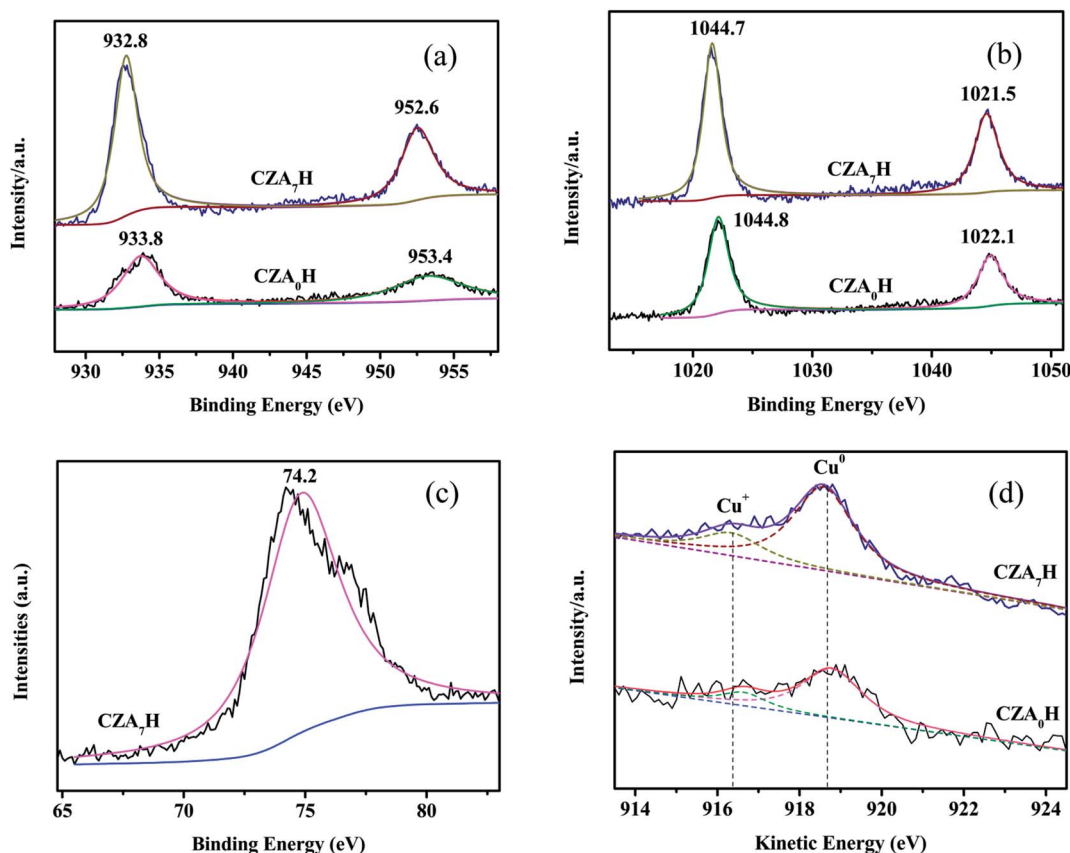 (a)
932.8
952.6
CZA₇H
933.8
953.4
CZA₀H
Intensity/a.u.
930 935 940 945 950 955
Binding Energy (eV)
(b)
1044.7
1021.5
CZA₇H
1044.8
1022.1
CZA₀H
Intensity/a.u.
1020 1030 1040 1050
Binding Energy (eV)
(c)
74.2
CZA₇H
Intensities (a.u.)
65 70 75 80
Binding Energy (eV)
(d)
Cu⁰
Cu⁺
CZA₇H
CZA₀H
Intensity/a.u.
914 916 918 920 922 924
Kinetic Energy (eV)